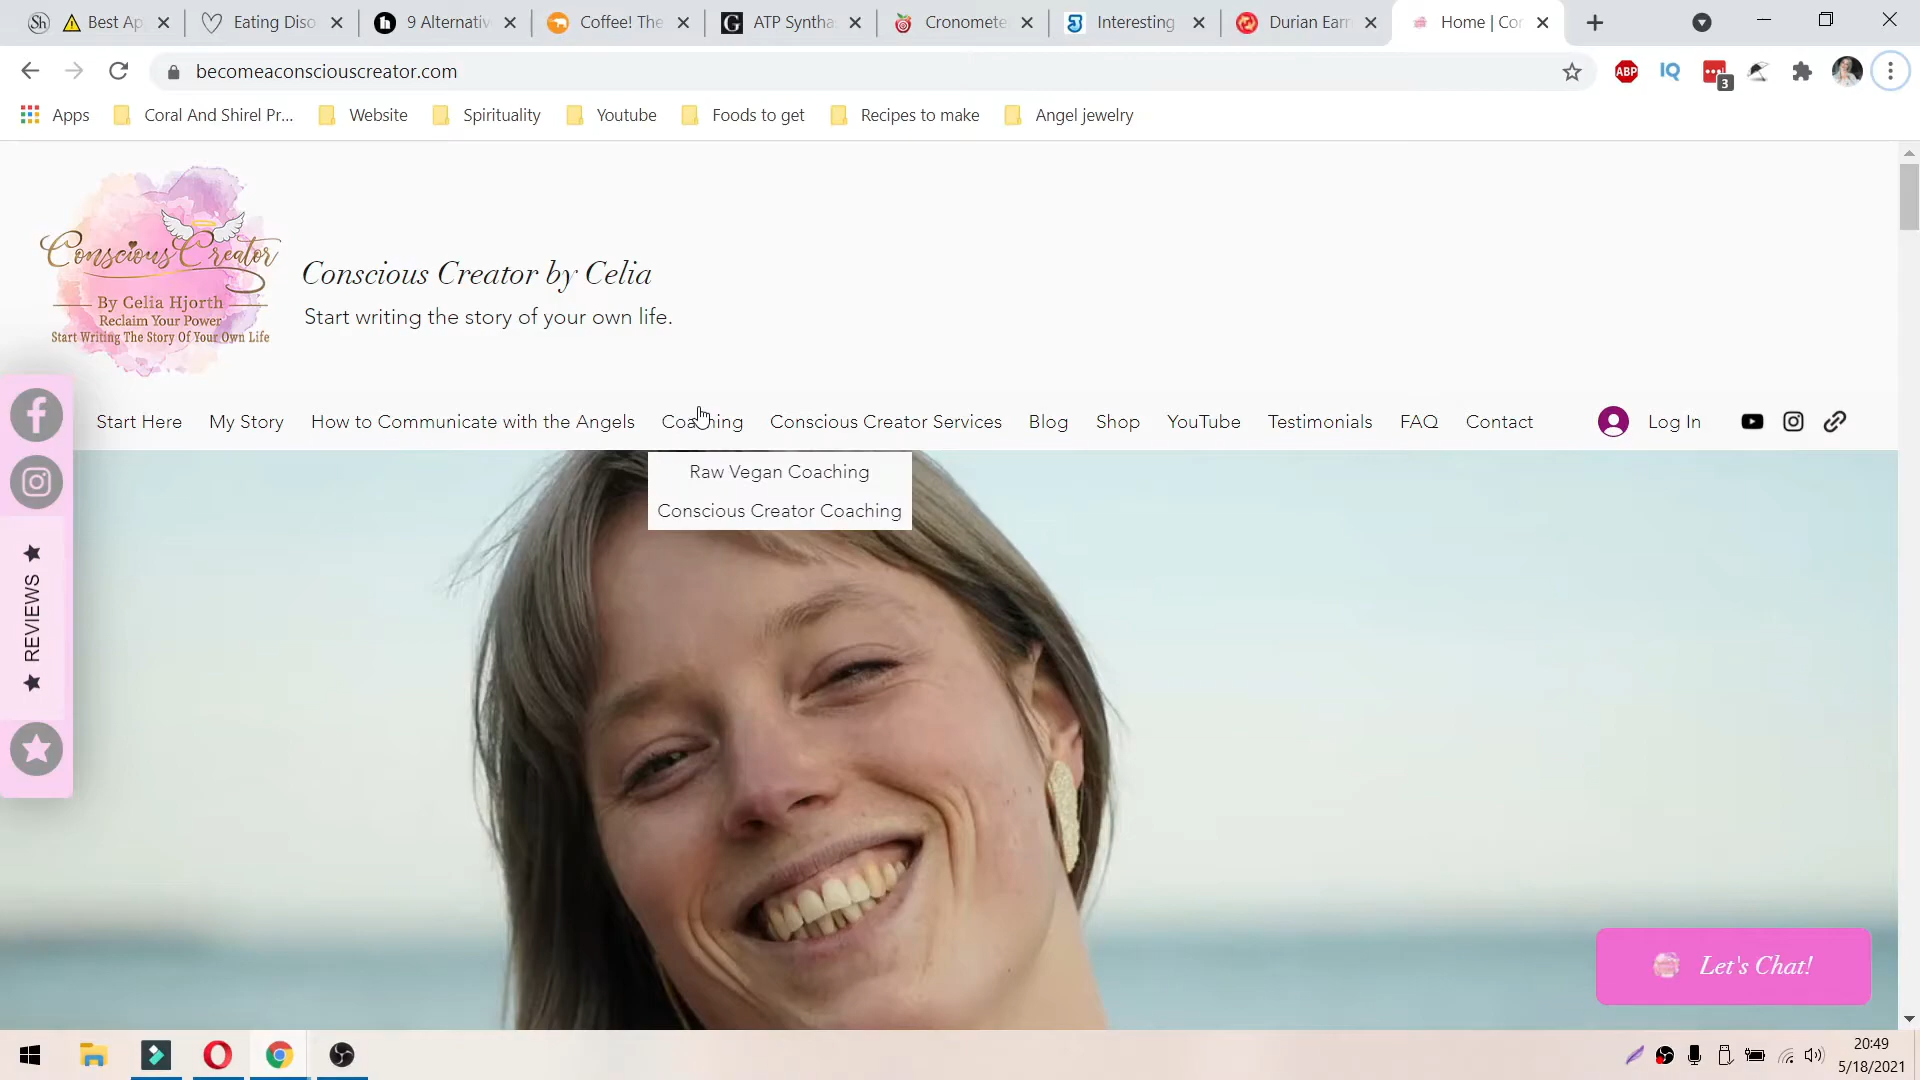 Best Ap
Eating Diso
9 Alternativ
Coffee! The
ATP Syntha
Cronomete
Interesting
Durian Earr
Home | Co
becomeaconsciouscreator.com
ABP
IQ
3
Apps
Coral And Shirel Pr...
Website
Spirituality
Youtube
Foods to get
Recipes to make
Angel jewelry
Conscious Creator
By Celia Hjorth
Reclaim Your Power
Start Writing The Story Of Your Own Life
Conscious Creator by Celia
Start writing the story of your own life.
Start Here My Story How to Communicate with the Angels Coaching Conscious Creator Services Blog Shop YouTube Testimonials FAQ Contact Log In
Raw Vegan Coaching
Conscious Creator Coaching
REVIEWS
Let's Chat!
20:49
5/18/2021